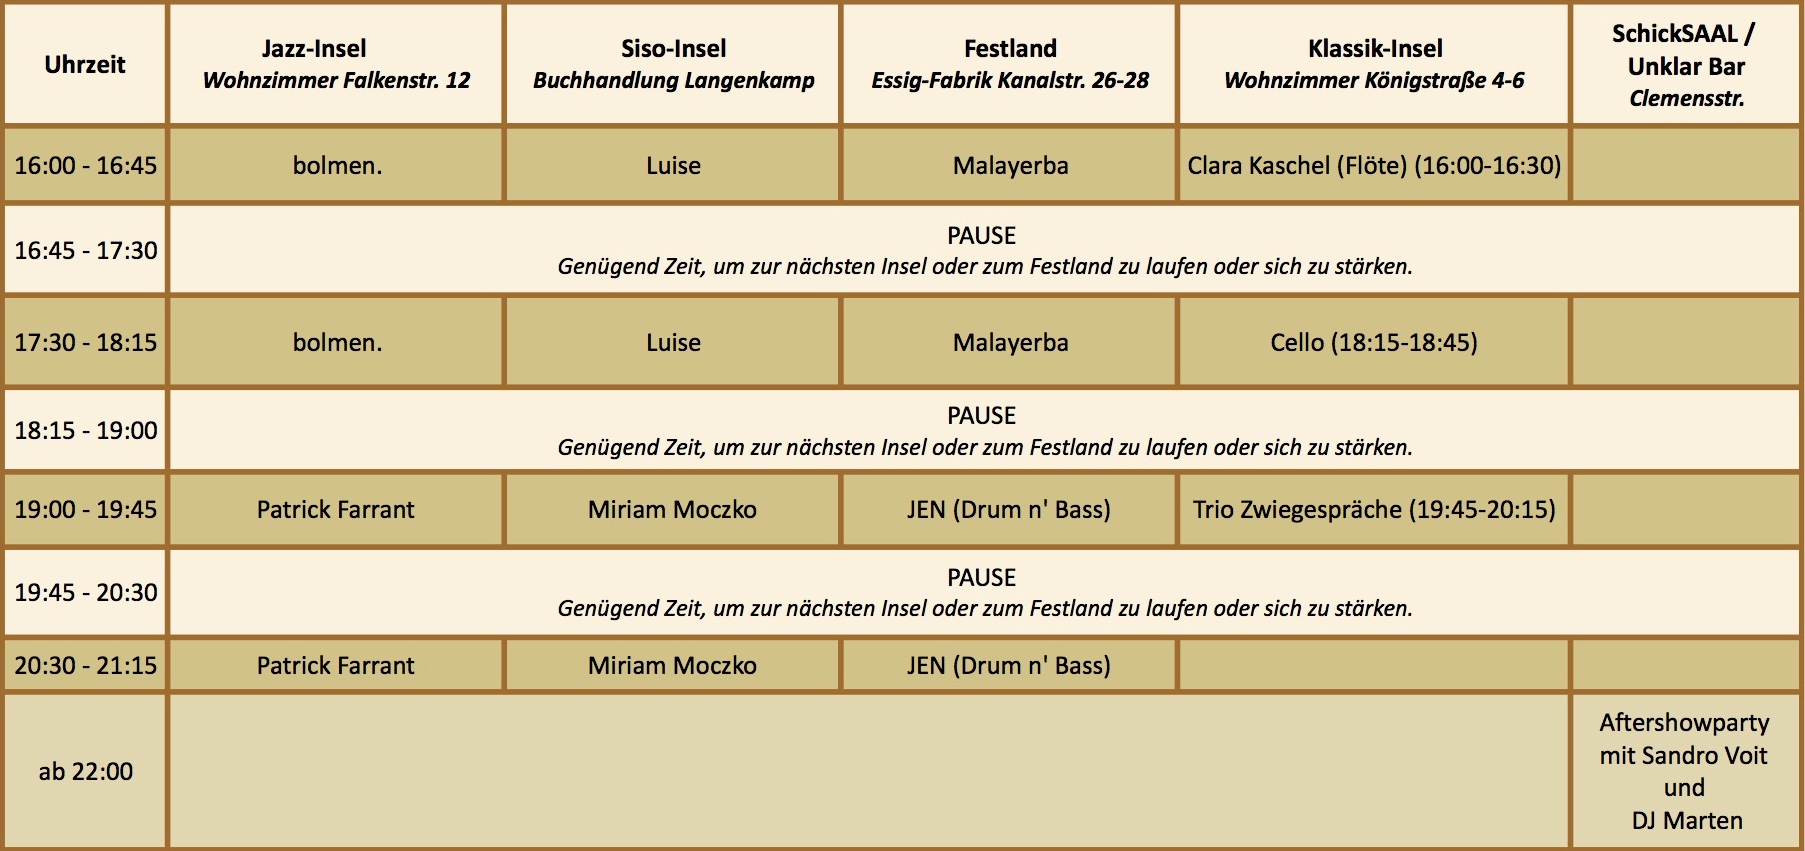 Uhrzeit
Jazz-Insel
Wohnzimmer Falkenstr. 12
Siso-Insel
Buchhandlung Langenkamp
Festland
Essig-Fabrik Kanalstr. 26-28
Klassik-Insel
Wohnzimmer Königstraße 4-6
SchickSAAL /
Unklar Bar
Clemensstr.
16:00 - 16:45
bolmen.
Luise
Malayerba
Clara Kaschel (Flöte) (16:00-16:30)
16:45 - 17:30
PAUSE
Genügend Zeit, um zur nächsten Insel oder zum Festland zu laufen oder sich zu stärken.
17:30 - 18:15
bolmen.
Luise
Malayerba
Cello (18:15-18:45)
18:15 - 19:00
PAUSE
Genügend Zeit, um zur nächsten Insel oder zum Festland zu laufen oder sich zu stärken.
19:00 - 19:45
Patrick Farrant
Miriam Moczko
JEN (Drum n' Bass)
Trio Zwiegespräche (19:45-20:15)
19:45 - 20:30
PAUSE
Genügend Zeit, um zur nächsten Insel oder zum Festland zu laufen oder sich zu stärken.
20:30 - 21:15
Patrick Farrant
Miriam Moczko
JEN (Drum n' Bass)
ab 22:00
Aftershowparty
mit Sandro Voit
und
DJ Marten